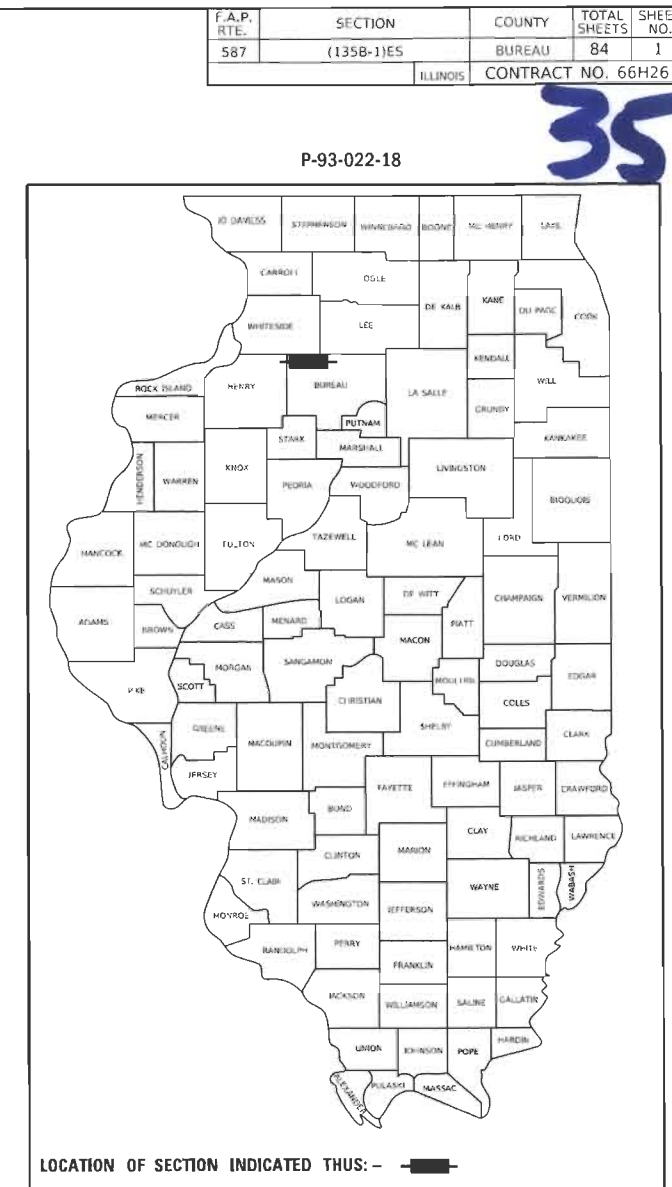 F.A.P. RTE. SECTION COUNTY TOTAL SHEETS SHEET NO.
587 (135B-1)ES BUREAU 84 1
ILLINOIS CONTRACT NO. 66H26
35
P-93-022-18
JO DAVIESS STEPHENSON WINNEBAGO BOONE MC HENRY LAKE
CARROLL OGLE
DE KALB KANE DU PAGE COOK
WHITESIDE LEE
KENDALL
ROCK ISLAND HENRY BUREAU LA SALLE WILL
GRUNDY
MERCER PUTNAM
STARK MARSHALL KANKAKEE
HENDERSON WARREN KNOX LIVINGSTON
PEORIA WOODFORD IROQUOIS
HANCOCK MC DONOUGH FULTON TAZEWELL MC LEAN FORD
SCHUYLER MASON LOGAN DE WITT CHAMPAIGN VERMILION
ADAMS BROWN CASS MENARD PIATT
MACON
MORGAN SANGAMON DOUGLAS
PIKE SCOTT CHRISTIAN MOULTRIE EDGAR
COLES
GREENE MACOUPIN MONTGOMERY SHELBY
CALHOUN CUMBERLAND CLARK
JERSEY FAYETTE EFFINGHAM JASPER CRAWFORD
MADISON BOND
CLAY RICHLAND LAWRENCE
CLINTON MARION
ST. CLAIR WAYNE EDWARDS WABASH
MONROE WASHINGTON JEFFERSON
RANDOLPH PERRY HAMILTON WHITE
FRANKLIN
JACKSON WILLIAMSON SALINE GALLATIN
UNION JOHNSON POPE HARDIN
ALEXANDER PULASKI MASSAC
LOCATION OF SECTION INDICATED THUS: -